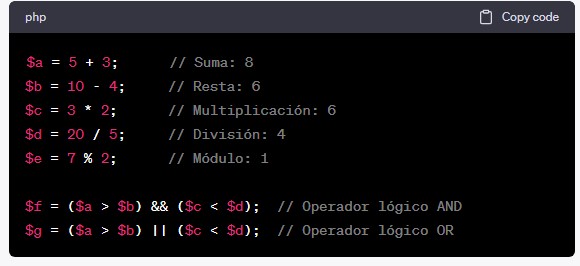 php Copy code
$a = 5 + 3; // Suma: 8
$b = 10 - 4; // Resta: 6
$c = 3 * 2; // Multiplicación: 6
$d = 20 / 5; // División: 4
$e = 7 % 2; // Módulo: 1
$f = ($a > $b) && ($c < $d); // Operador lógico AND
$g = ($a > $b) || ($c < $d); // Operador lógico OR